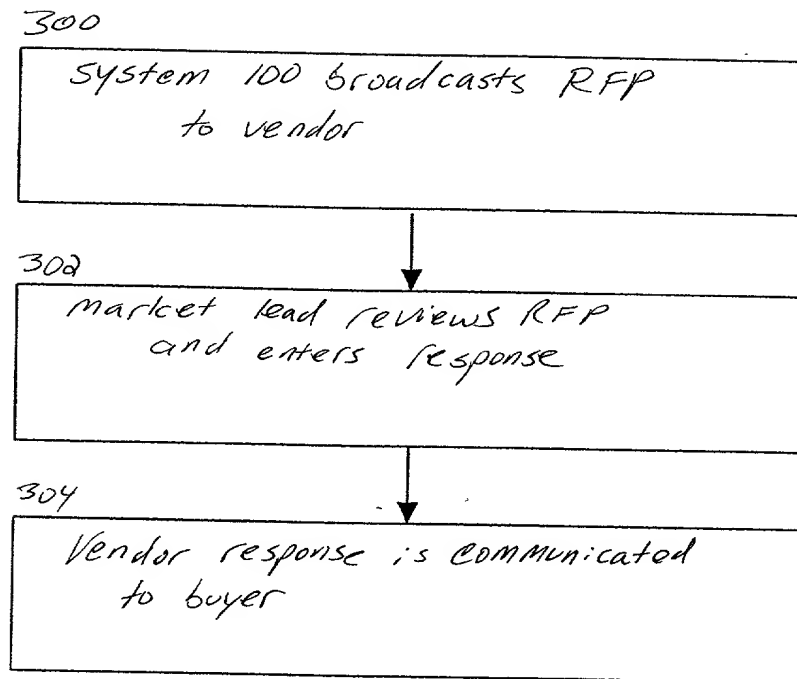 300
System 100 broadcasts RFP
to vendor
302
Market lead reviews RFP
and enters response
304
Vendor response is communicated
to buyer